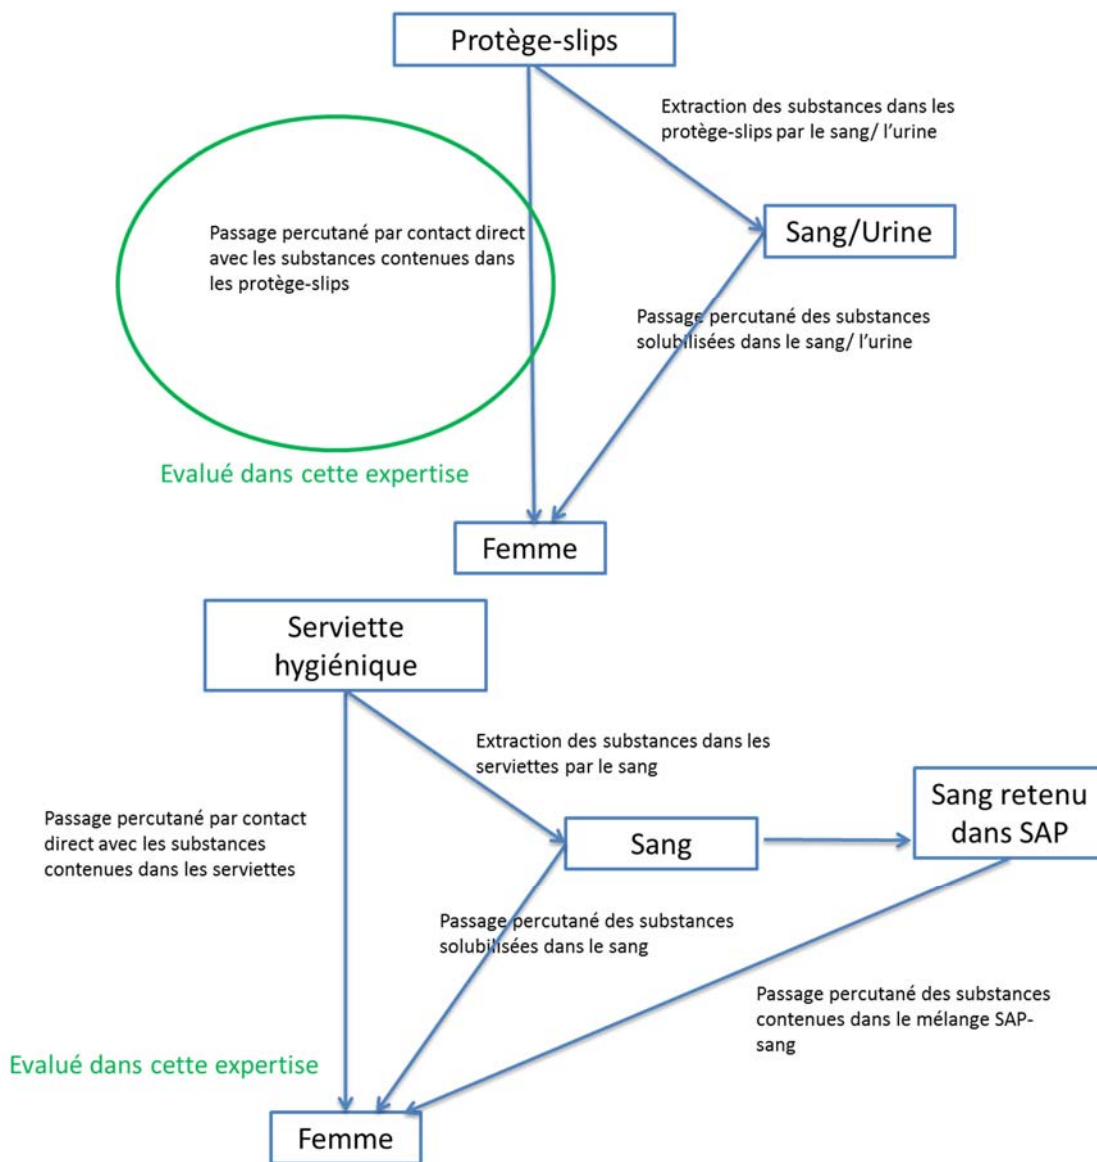 Protège-slips
Extraction des substances dans les
protège-slips par le sang/ l’urine
Passage percutané par contact direct
avec les substances contenues dans
les protège-slips
Sang/Urine
Passage percutané des substances
solubilisées dans le sang/ l’urine
Evalué dans cette expertise
Femme
Serviette
hygiénique
Extraction des substances dans les
serviettes par le sang
Passage percutané par contact
direct avec les substances
contenues dans les serviettes
Sang
Sang retenu
dans SAP
Passage percutané des substances
solubilisées dans le sang
Passage percutané des substances
contenues dans le mélange SAP-
sang
Evalué dans cette expertise
Femme